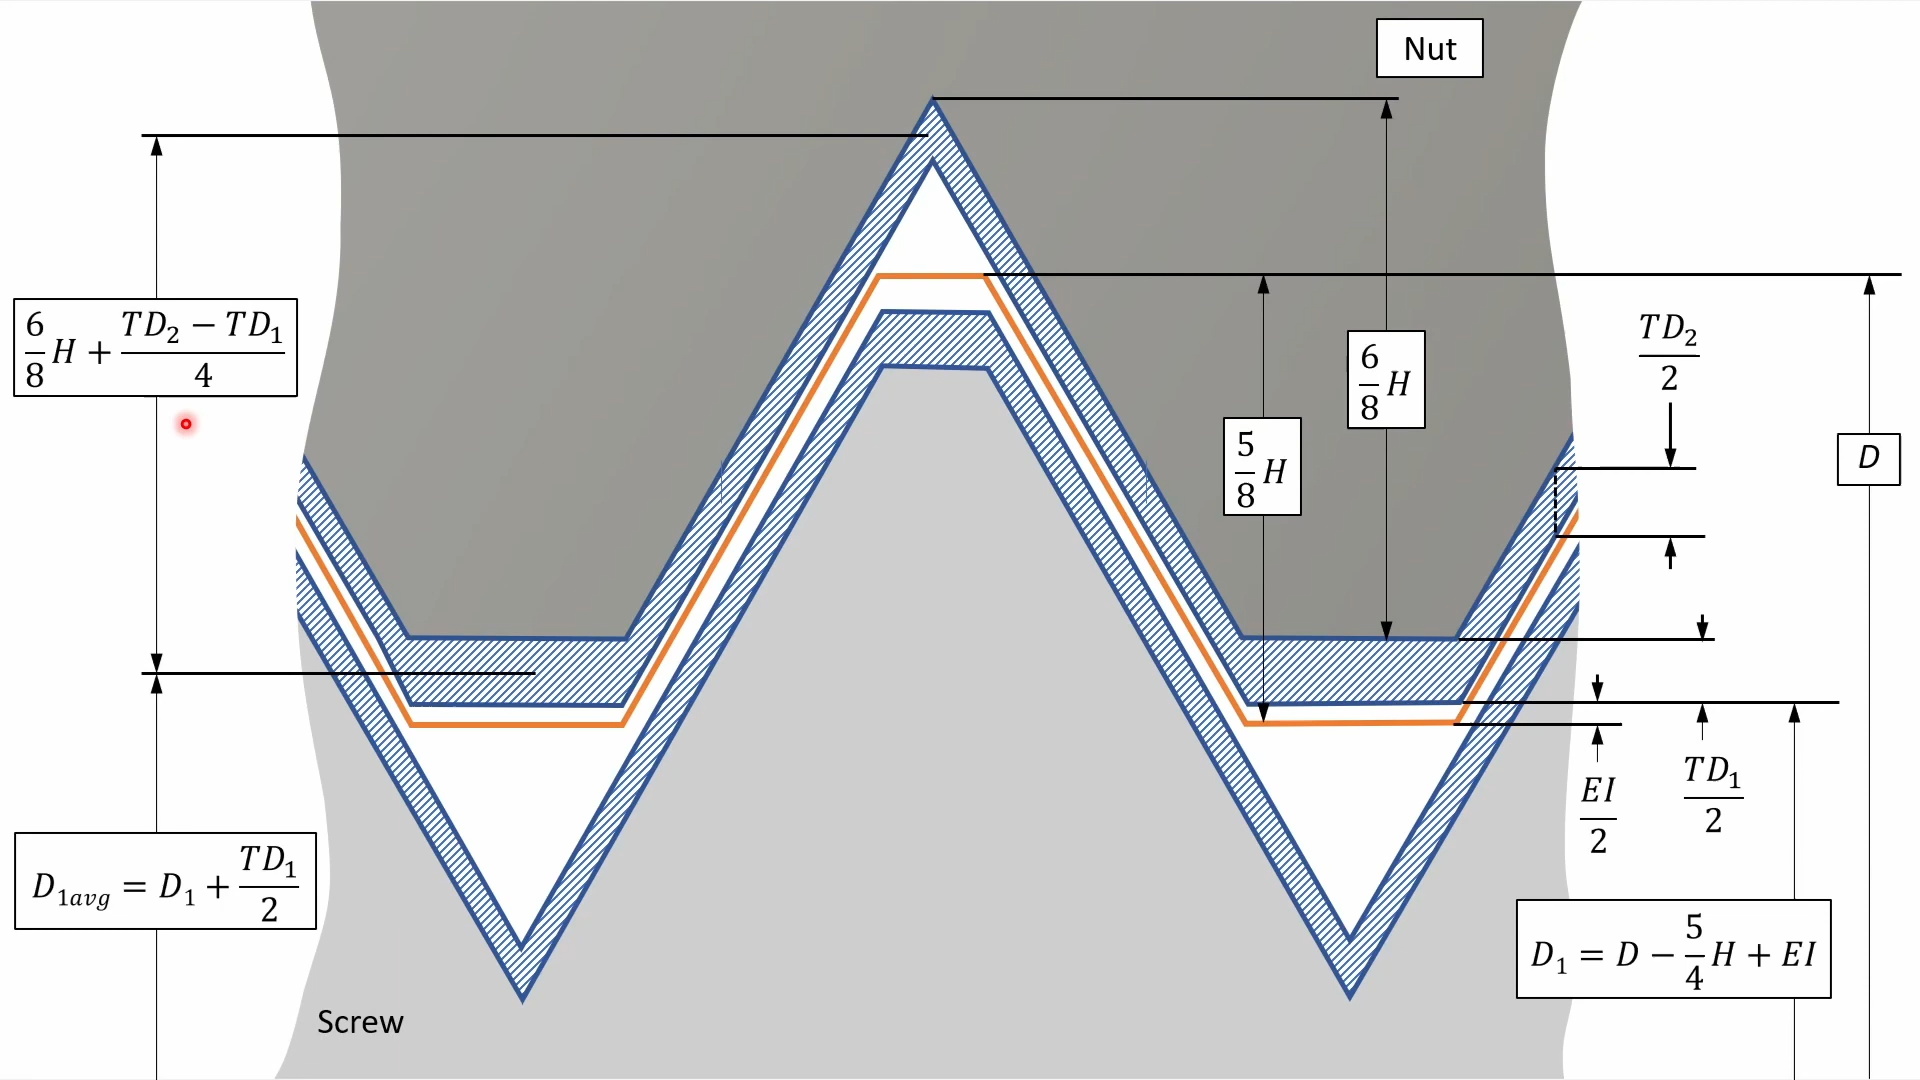 Nut
6/8 H + (TD₂ − TD₁)/4
TD₂/2
6/8 H
5/8 H
D
EI/2
TD₁/2
D₁avg = D₁ + TD₁/2
D₁ = D − 5/4 H + EI
Screw